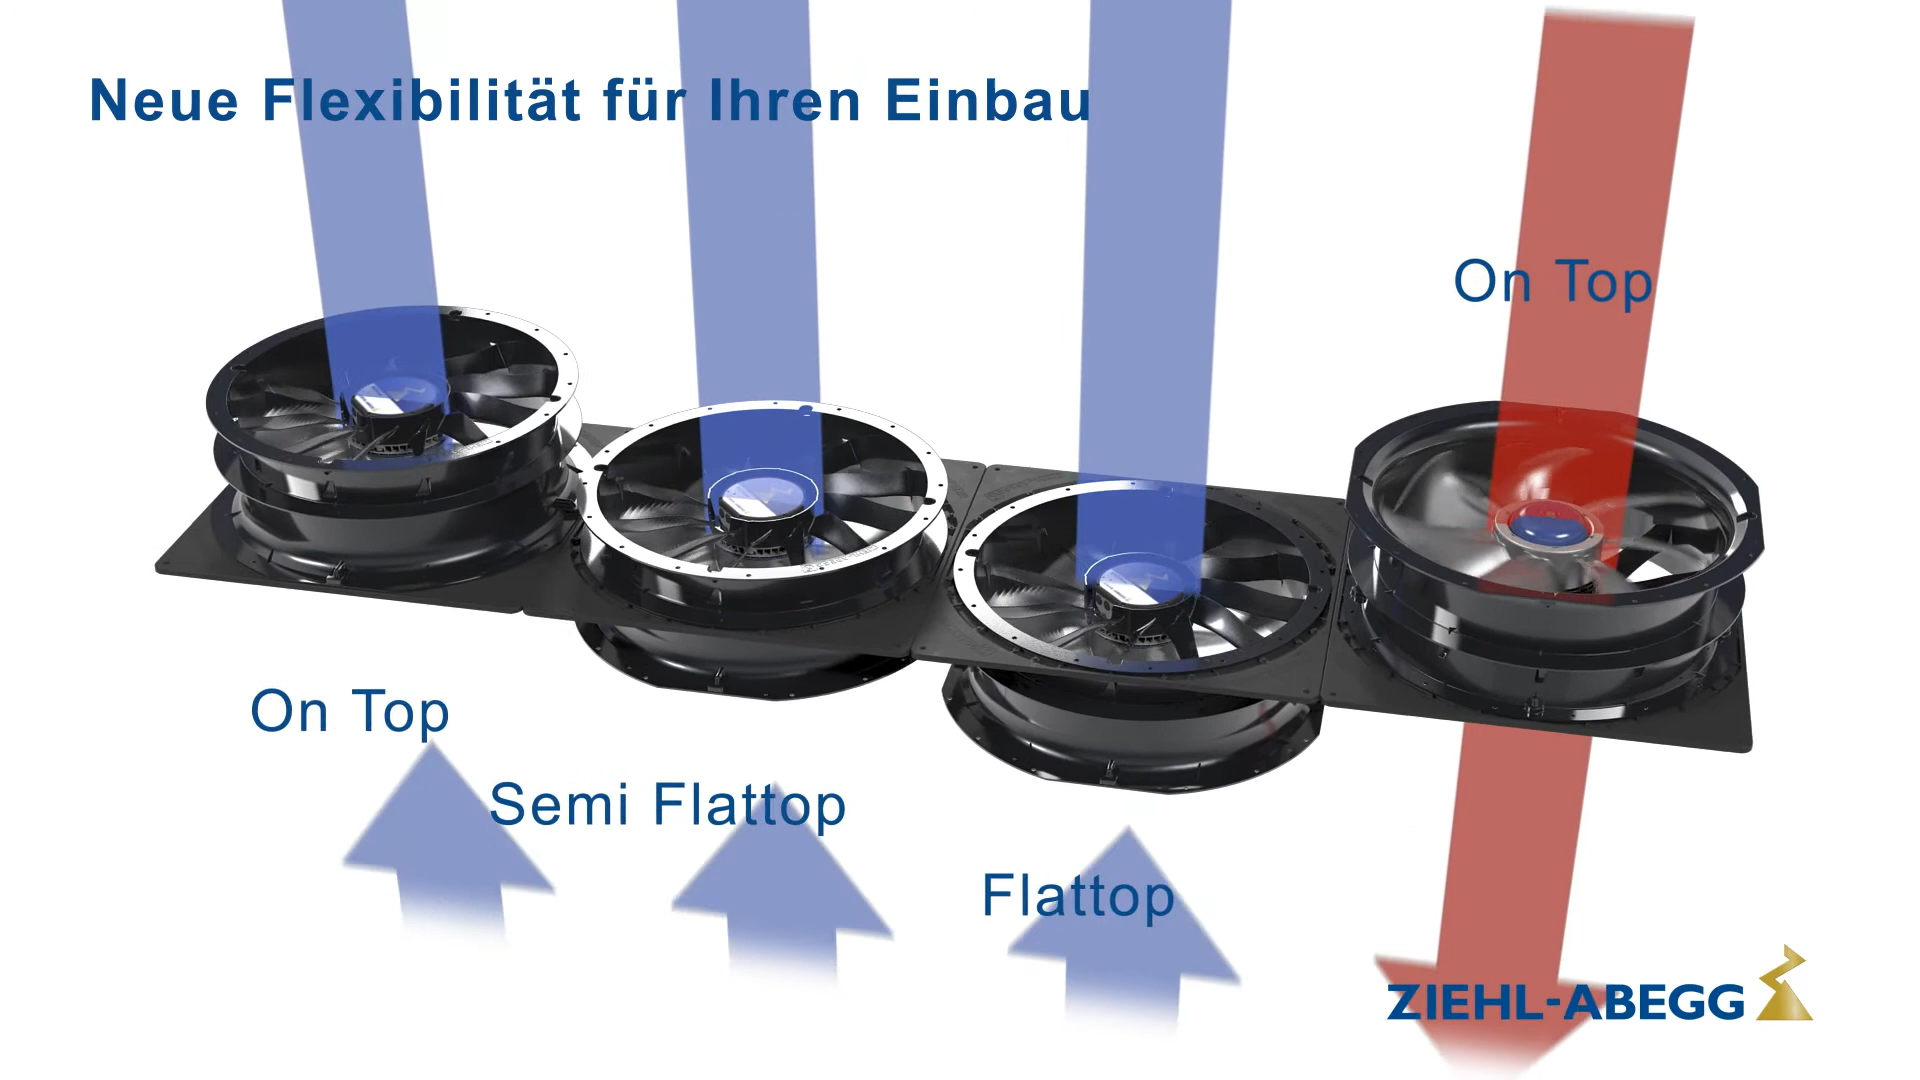 Neue Flexibilität für Ihren Einbau
On Top
On Top
Semi Flattop
Flattop
ZIEHL-ABEGG